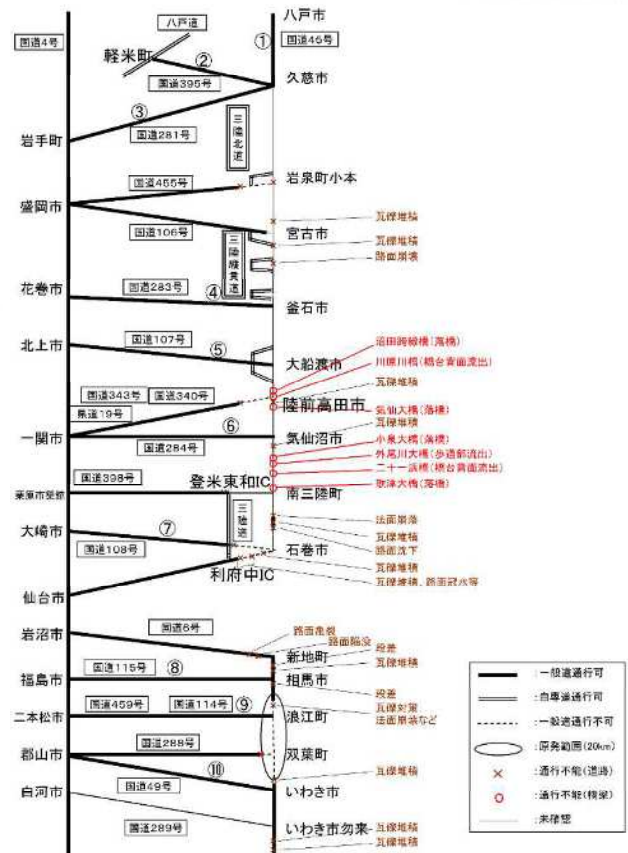 八戸市
八戸道
①
国道4号
国道45号
軽米町
②
国道395号
久慈市
③
国道281号
岩手町
三陸北道
国道455号
岩泉町小本
盛岡市
瓦礫堆積
国道106号
宮古市
瓦礫堆積
三陸縦貫道
路面崩壊
花巻市
国道283号
④
釜石市
北上市
国道107号
⑤
沼田跨線橋(落橋)
大船渡市
川原川橋(橋台背面流出)
瓦礫堆積
国道343号
国道340号
陸前高田市
県道19号
気仙大橋(落橋)
⑥
瓦礫堆積
一関市
国道284号
気仙沼市
小泉大橋(落橋)
外尾川大橋(歩道部流出)
国道398号
登米東和IC
二十一浜橋(橋台背面流出)
南三陸町
歌津大橋(落橋)
三陸道
法面崩落
大崎市
⑦
瓦礫堆積
国道108号
石巻市
路面沈下
瓦礫堆積
利府中IC
瓦礫堆積、路面冠水等
仙台市
岩沼市
国道6号
路面亀裂
路面陥没
新地町
段差
瓦礫堆積
国道115号
⑧
福島市
相馬市
段差
国道459号
国道114号
⑨
瓦礫対策
二本松市
浪江町
法面崩壊など
国道288号
郡山市
双葉町
⑩
瓦礫堆積
国道49号
いわき市
白河市
国道289号
いわき市勿来
瓦礫堆積
瓦礫堆積
:一般道通行可
:自専道通行可
:一般道通行不可
:原発範囲(20km)
:通行不能(道路)
:通行不能(橋梁)
:未確認